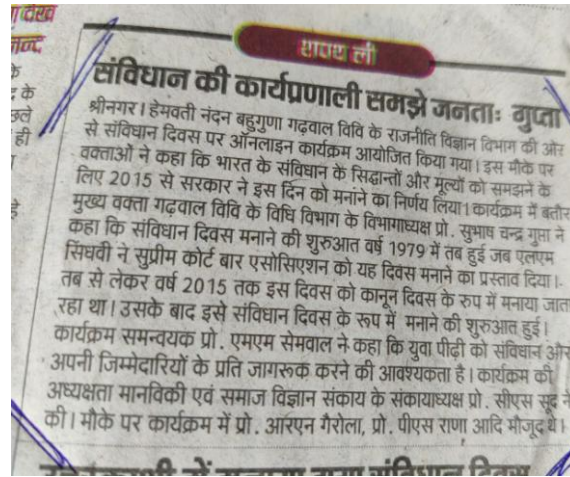 शपथ ली
संविधान की कार्यप्रणाली समझे जनताः गुप्ता
श्रीनगर। हेमवती नंदन बहुगुणा गढ़वाल विवि के राजनीति विज्ञान विभाग की ओर
से संविधान दिवस पर ऑनलाइन कार्यक्रम आयोजित किया गया। इस मौके पर
वक्ताओं ने कहा कि भारत के संविधान के सिद्धान्तों और मूल्यों को समझने के
लिए 2015 से सरकार ने इस दिन को मनांने का निर्णय लिया। कार्यक्रम में बतौर
मुख्य वक्ता गढ़वाल विवि के विधि विभाग के विभागाध्यक्ष प्रो. सुभाष चन्द्र गुप्ता ने
कहा कि संविधान दिवस मनाने की शुरुआत वर्ष 1979 में तब हुई जब एलएम
सिंघवी ने सुप्रीम कोर्ट बार एसोसिएशन को यह दिवस मनाने का प्रस्ताव दिया।
तब से लेकर वर्ष 2015 तक इस दिवस को कानून दिवस के रुप में मनाया जाता
रहा था। उसके बाद इसे संविधान दिवस के रूप में मनाने की शुरुआत हुई।
कार्यक्रम समन्वयक प्रो. एमएम सेमवाल ने कहा कि युवा पीढ़ी को संविधान और
अपनी जिम्मेदारियों के प्रति जागरूक करने की आवश्यकता है। कार्यक्रम की
अध्यक्षता मानविकी एवं समाज विज्ञान संकाय के संकायाध्यक्ष प्रो. सीएस सूद ने
की। मौके पर कार्यक्रम में प्रो. आरएन गैरोला, प्रो. पीएस राणा आदि मौजूद थे।